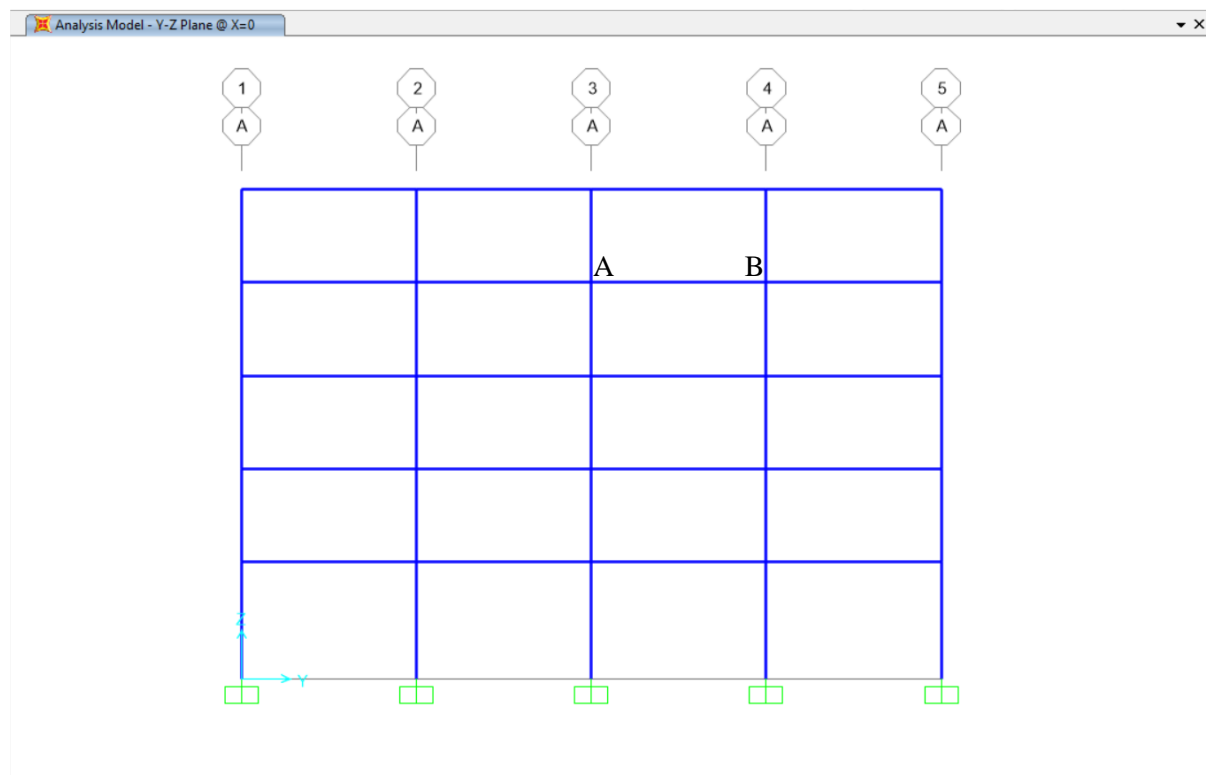 Analysis Model - Y-Z Plane @ X=0
1 2 3 4 5
A A A A A
A B
Z
Y